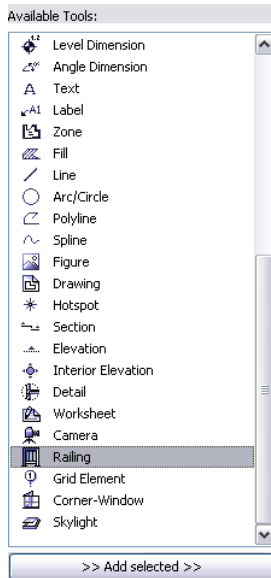 Available Tools:
Level Dimension
Angle Dimension
Text
Label
Zone
Fill
Line
Arc/Circle
Polyline
Spline
Figure
Drawing
Hotspot
Section
Elevation
Interior Elevation
Detail
Worksheet
Camera
Railing
Grid Element
Corner-Window
Skylight
>> Add selected >>